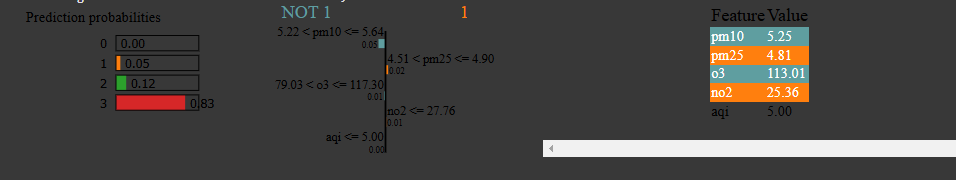 Prediction probabilities
0 0.00
1 0.05
2 0.12
3 0.83
NOT 1 1
5.22 < pm10 <= 5.64
0.05
4.51 < pm25 <= 4.90
0.02
79.03 < o3 <= 117.30
0.01
no2 <= 27.76
0.01
aqi <= 5.00
0.00
Feature Value
pm10 5.25
pm25 4.81
o3 113.01
no2 25.36
aqi 5.00